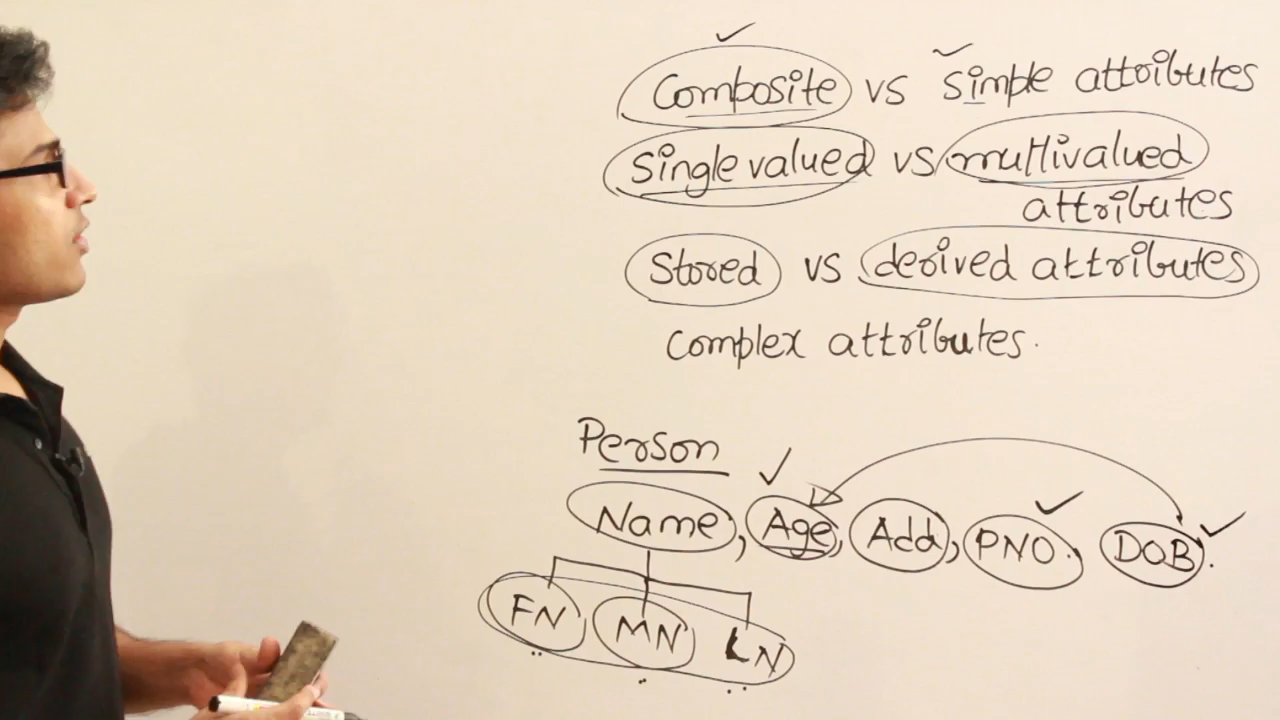 Composite vs simple attributes
Single valued vs multivalued
attributes
Stored vs derived attributes
complex attributes.
Person
Name, Age, Add, PNO, DOB.
FN MN LN